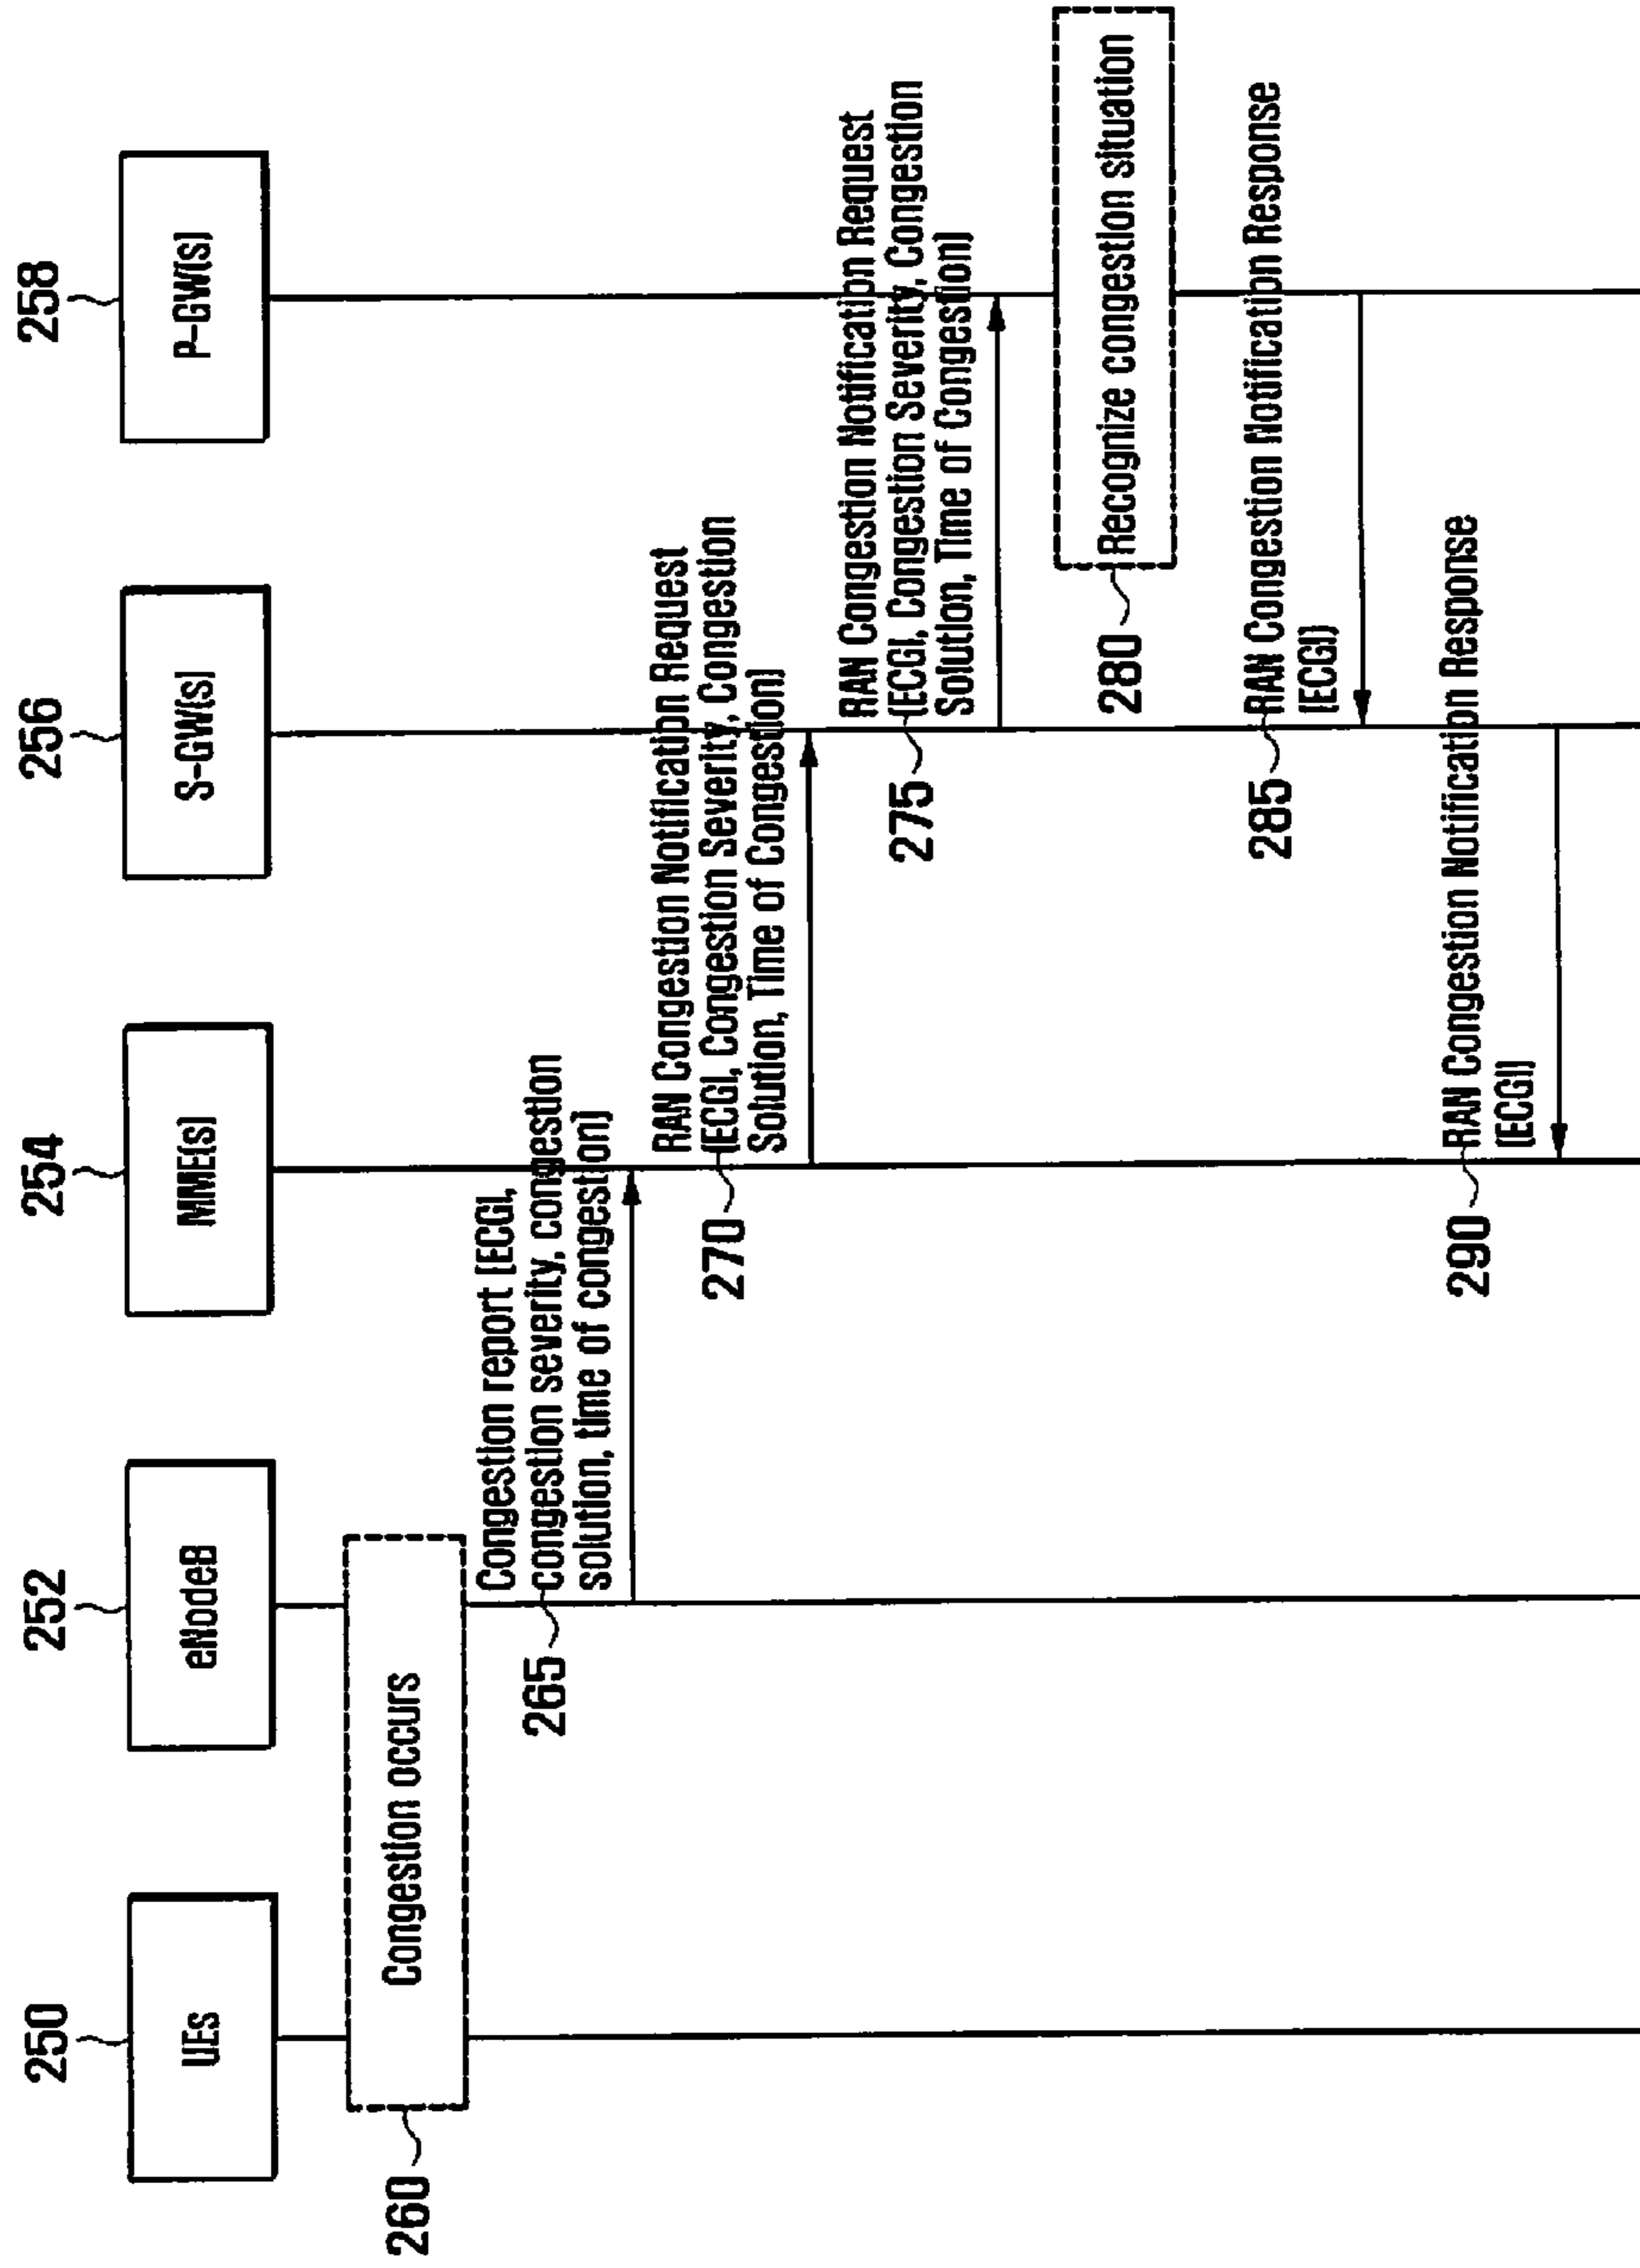 250
252
254
256
258
UEs
eNodeB
MME(s)
S-GW(s)
P-GW(s)
260
Congestion occurs
Congestion report (ECGI,
congestion severity, congestion
solution, time of congestion)
265
RAN Congestion Notification Request
(ECGI, Congestion Severity, Congestion
Solution, Time of Congestion)
270
RAN Congestion Notification Request
(ECGI, Congestion Severity, Congestion
Solution, Time of Congestion)
275
Recognize congestion situation
280
RAN Congestion Notification Response
(ECGI)
285
RAN Congestion Notification Response
(ECGI)
290